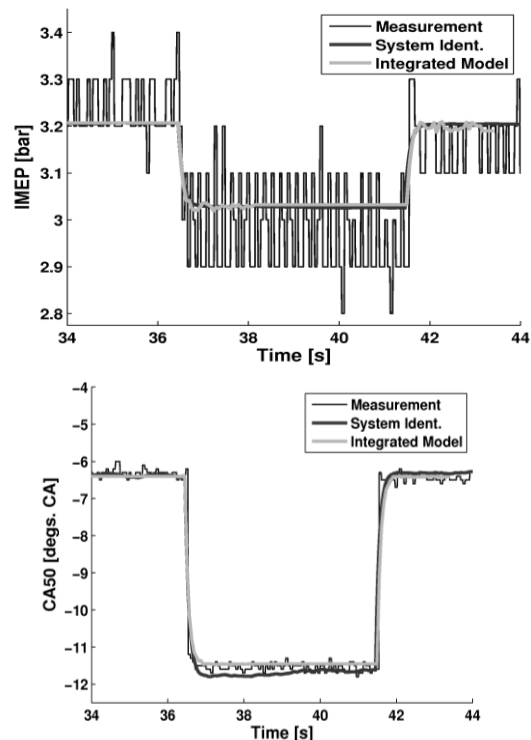 3.4
3.3
3.2
3.1
3
2.9
2.8
IMEP [bar]
Measurement
System Ident.
Integrated Model
34 36 38 40 42 44
Time [s]
-4
-5
-6
-7
-8
-9
-10
-11
-12
CA50 [degs. CA]
Measurement
System Ident.
Integrated Model
34 36 38 40 42 44
Time [s]